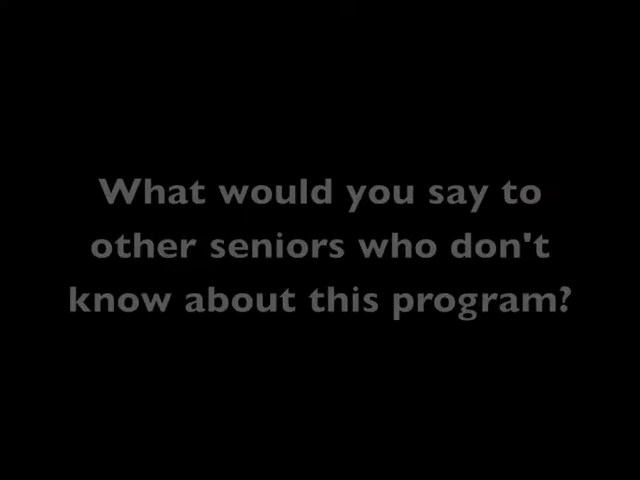 What would you say to
other seniors who don't
know about this program?